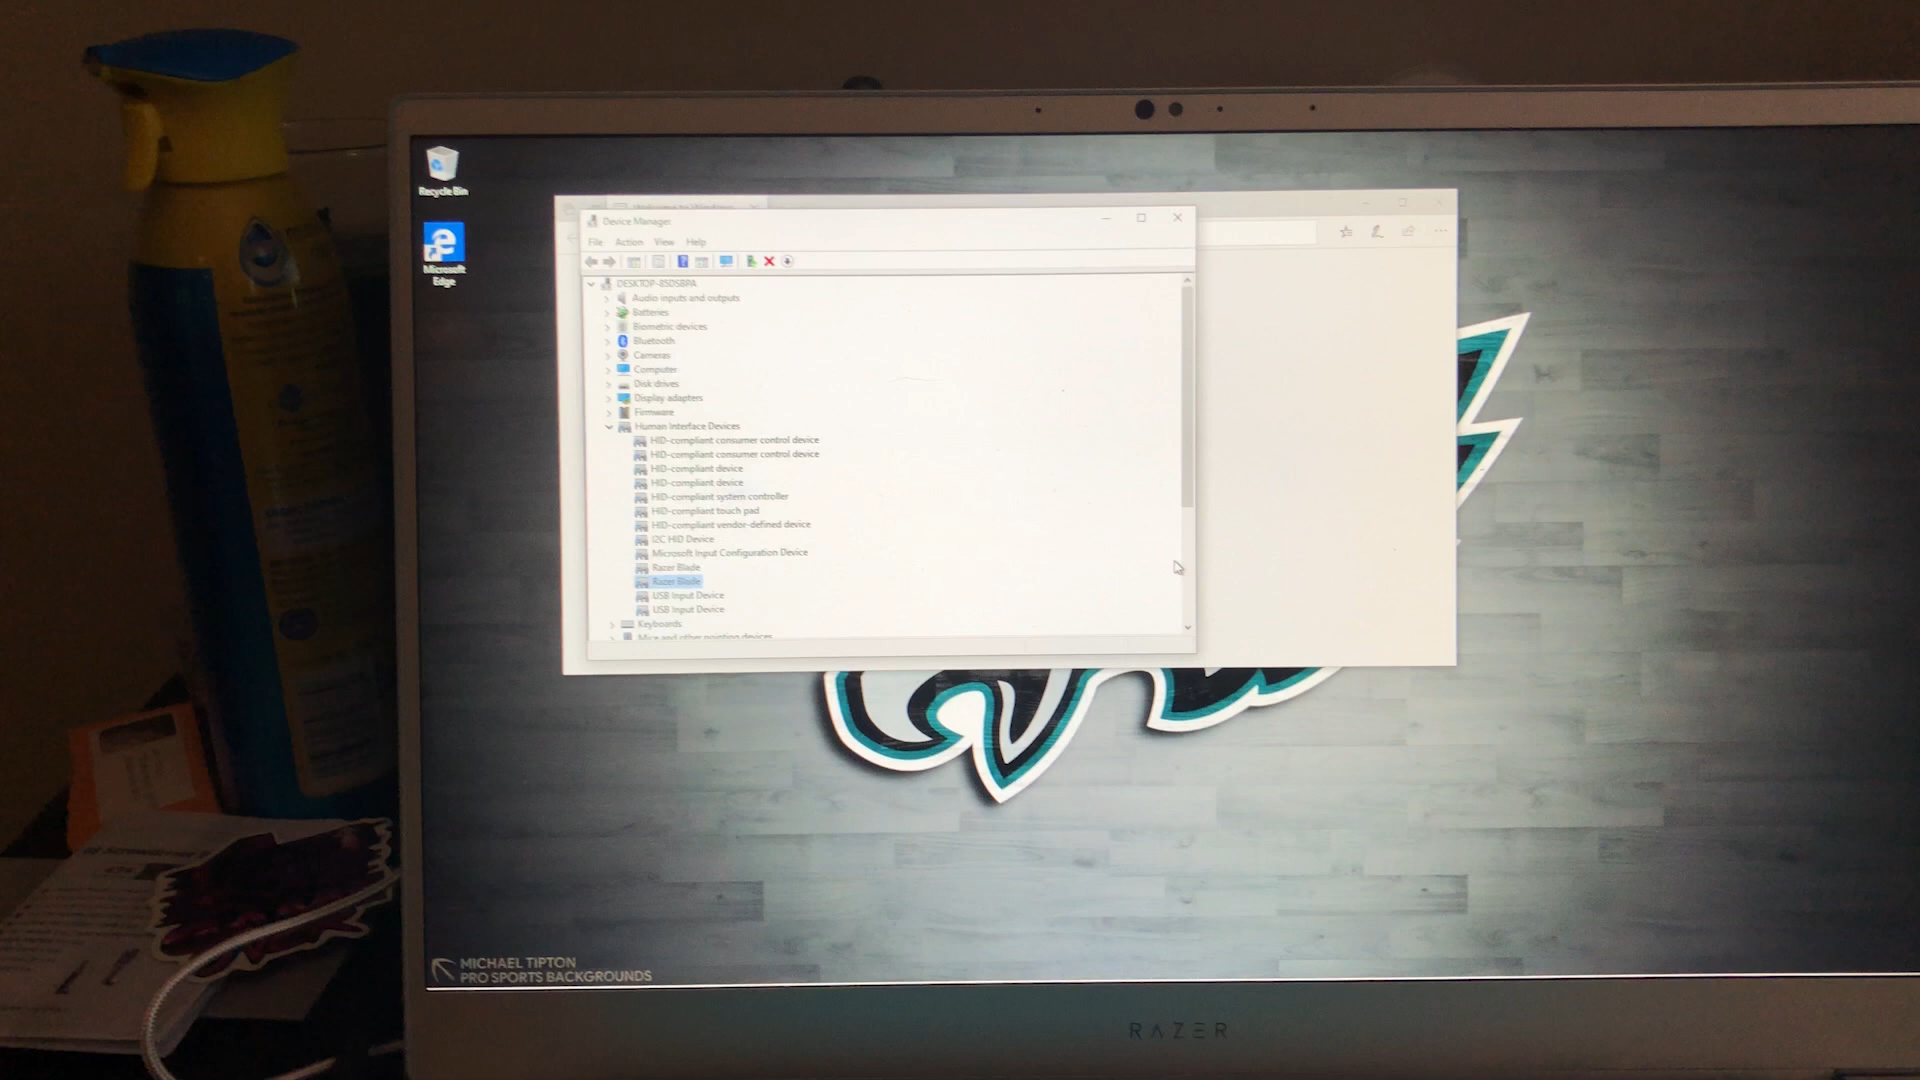 Recycle Bin
Microsoft
Edge
Welcome to Windows
Device Manager
File Action View Help
DESKTOP-85DSBPA
Audio inputs and outputs
Batteries
Biometric devices
Bluetooth
Cameras
Computer
Disk drives
Display adapters
Firmware
Human Interface Devices
HID-compliant consumer control device
HID-compliant consumer control device
HID-compliant device
HID-compliant device
HID-compliant system controller
HID-compliant touch pad
HID-compliant vendor-defined device
I2C HID Device
Microsoft Input Configuration Device
Razer Blade
Razer Blade
USB Input Device
USB Input Device
Keyboards
Mice and other pointing devices
MICHAEL TIPTON
PRO SPORTS BACKGROUNDS
RAZER